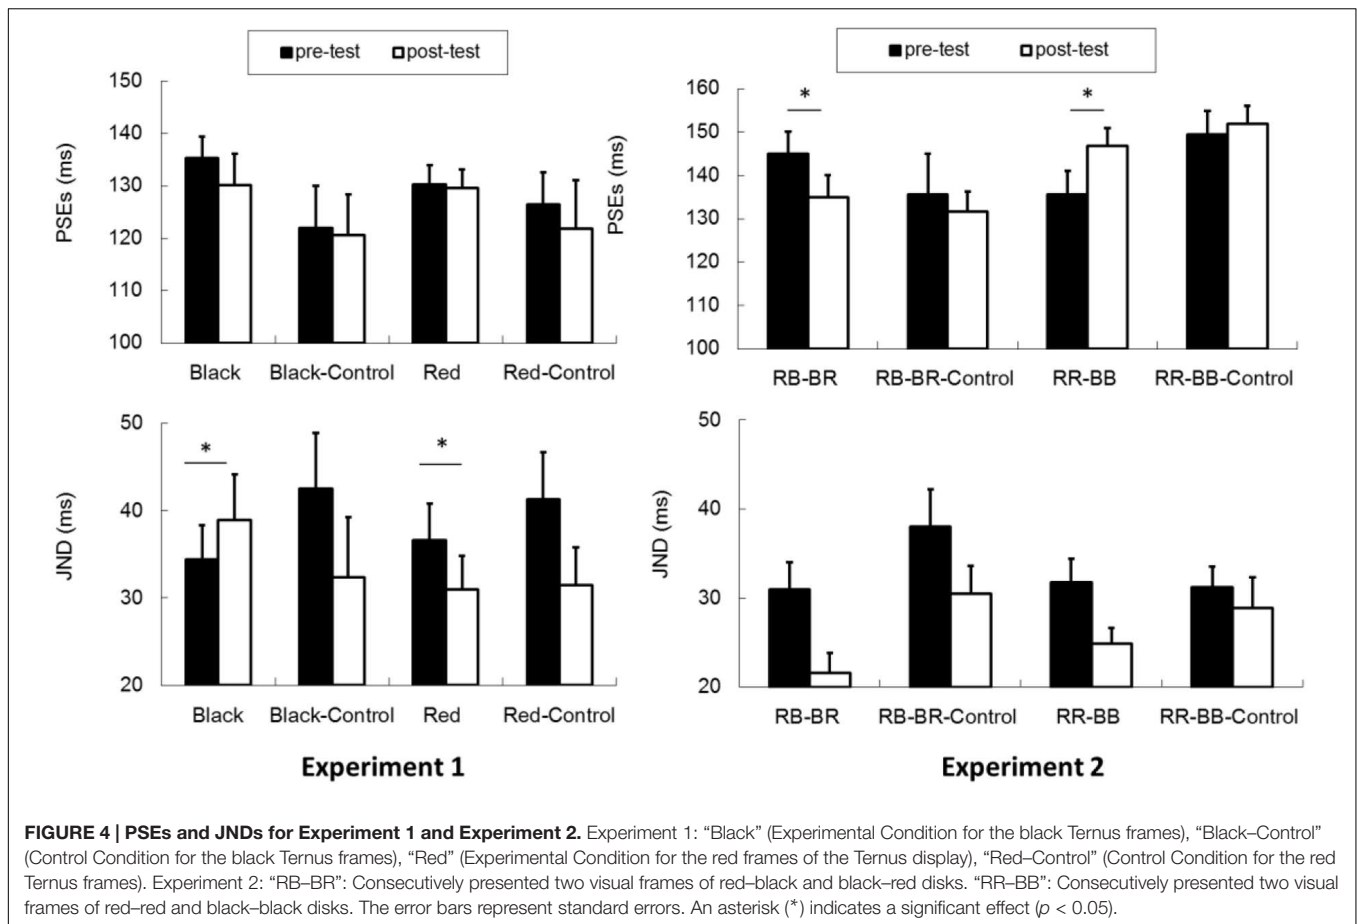 pre-test post-test
150
140
130
120
110
100
PSEs (ms)
Black Black-Control Red Red-Control
pre-test post-test
160
150
140
130
120
110
100
PSEs (ms)
* *
RB-BR RB-BR-Control RR-BB RR-BB-Control
50
40
30
20
JND (ms)
* *
Black Black-Control Red Red-Control
Experiment 1
50
40
30
20
JND (ms)
RB-BR RB-BR-Control RR-BB RR-BB-Control
Experiment 2
FIGURE 4 | PSEs and JNDs for Experiment 1 and Experiment 2. Experiment 1: “Black” (Experimental Condition for the black Ternus frames), “Black–Control”
(Control Condition for the black Ternus frames), “Red” (Experimental Condition for the red frames of the Ternus display), “Red–Control” (Control Condition for the red
Ternus frames). Experiment 2: “RB–BR”: Consecutively presented two visual frames of red–black and black–red disks. “RR–BB”: Consecutively presented two visual
frames of red–red and black–black disks. The error bars represent standard errors. An asterisk (*) indicates a significant effect (p < 0.05).